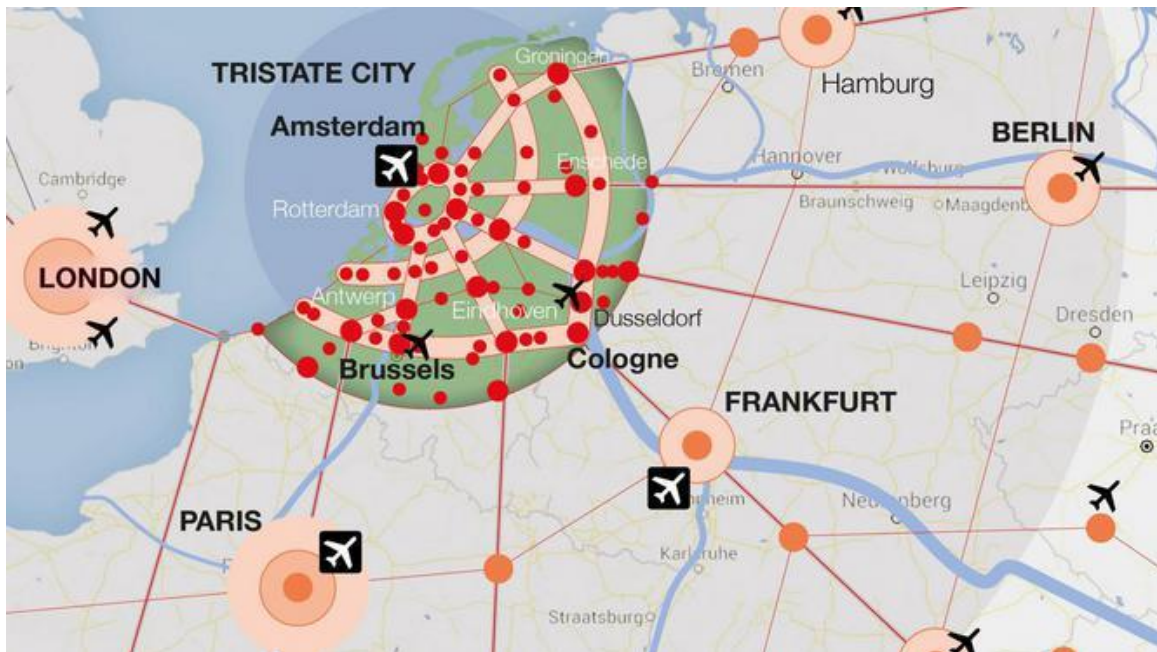 Groningen
TRISTATE CITY
Bremen
Hamburg
Amsterdam
BERLIN
Hannover
Enschede
Wolfsburg
Cambridge
Braunschweig
Maagdenb
Rotterdam
LONDON
Leipzig
Antwerp
Eindhoven
Dusseldorf
Dresden
Brussels
Cologne
FRANKFURT
Praa
PARIS
Karlsruhe
Straatsburg